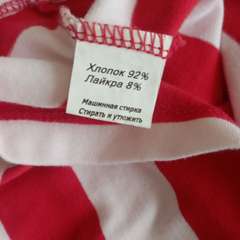 Хлопок 92%
Лайкра 8%
Машинная стирка
Стирать и утюжить